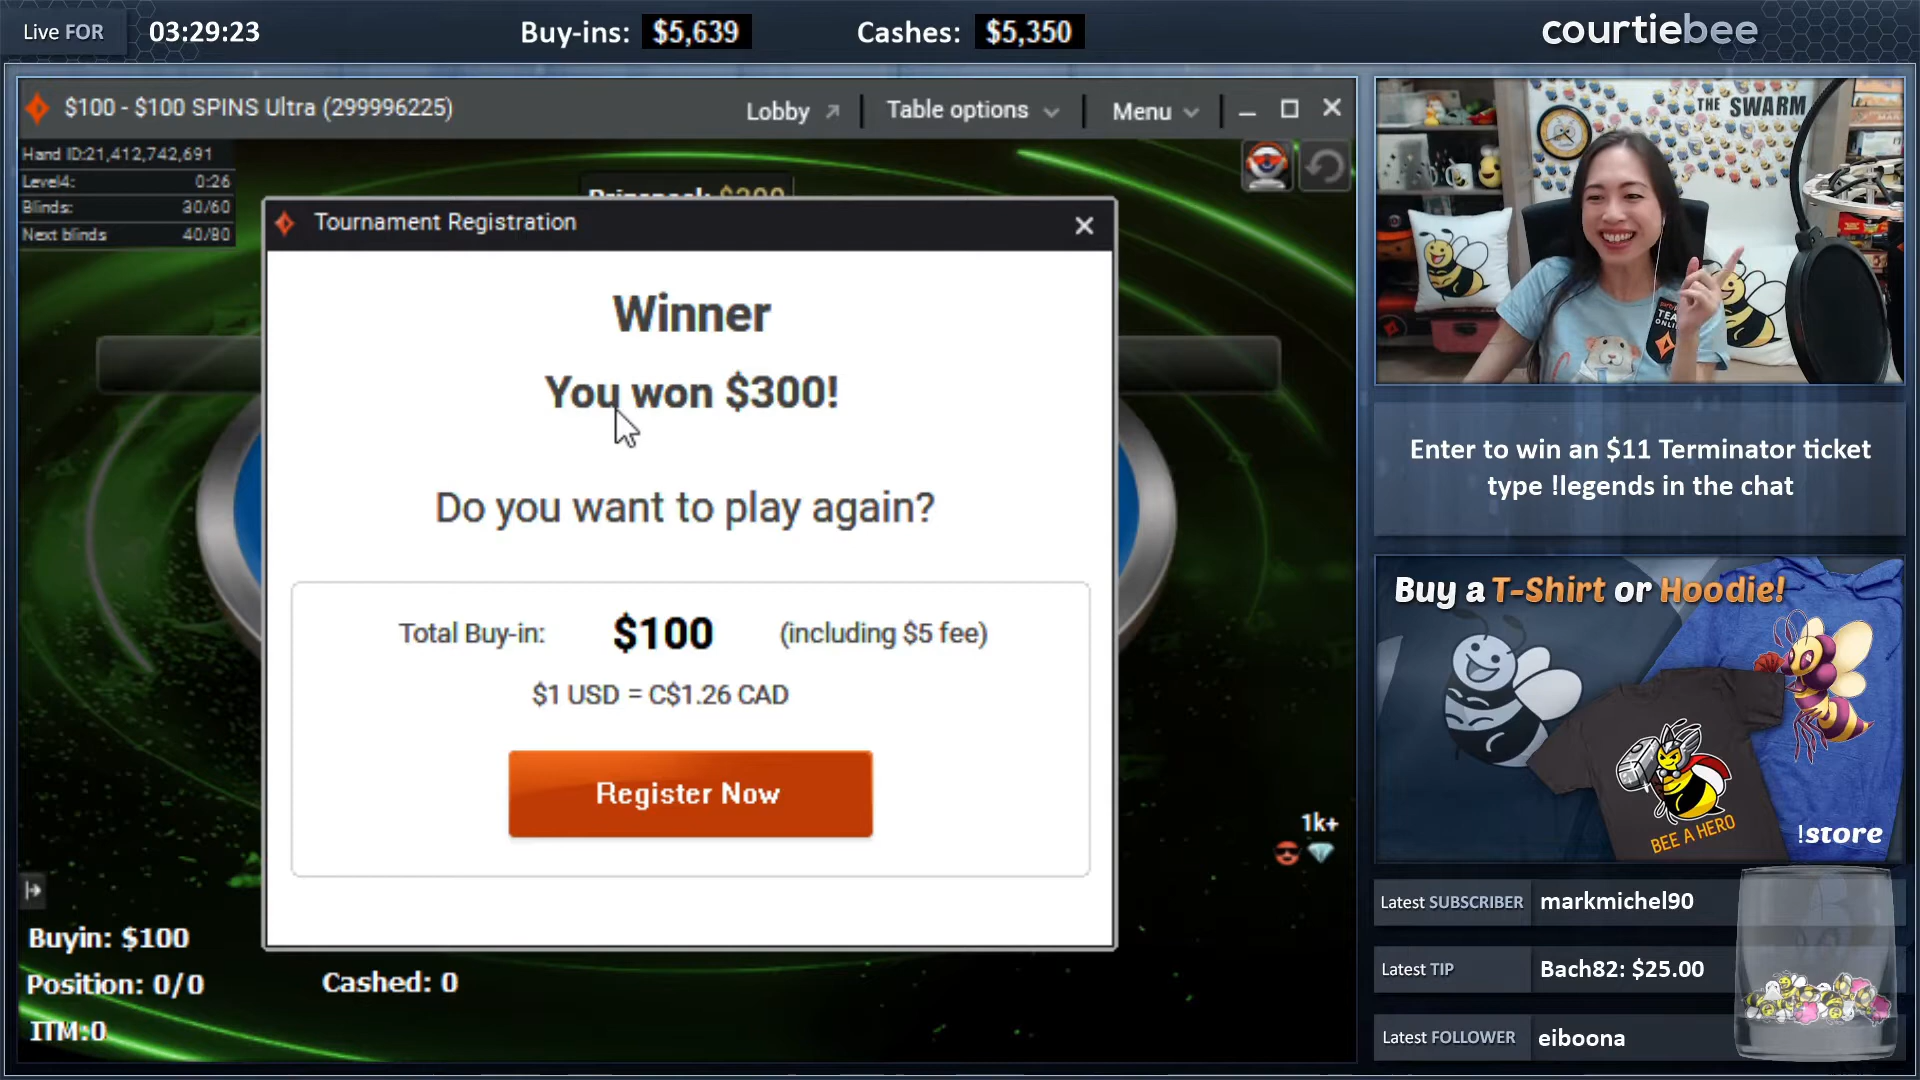 Live FOR 03:29:23 Buy-ins: $5,639 Cashes: $5,350 courtiebee
$100 - $100 SPINS Ultra (299996225) Lobby Table options Menu
Hand ID:21,412,742,691
Level4: 0:26
Blinds: 30/60
Next blinds 40/80
Tournament Registration
Winner
You won $300!
Do you want to play again?
Total Buy-in: $100 (including $5 fee)
$1 USD = C$1.26 CAD
Register Now
1k+
Buyin: $100
Position: 0/0 Cashed: 0
ITM:0
THE SWARM
TEA
ONLIN
Enter to win an $11 Terminator ticket
type !legends in the chat
Buy a T-Shirt or Hoodie!
BEE A HERO
!store
Latest SUBSCRIBER markmichel90
Latest TIP Bach82: $25.00
Latest FOLLOWER eiboona